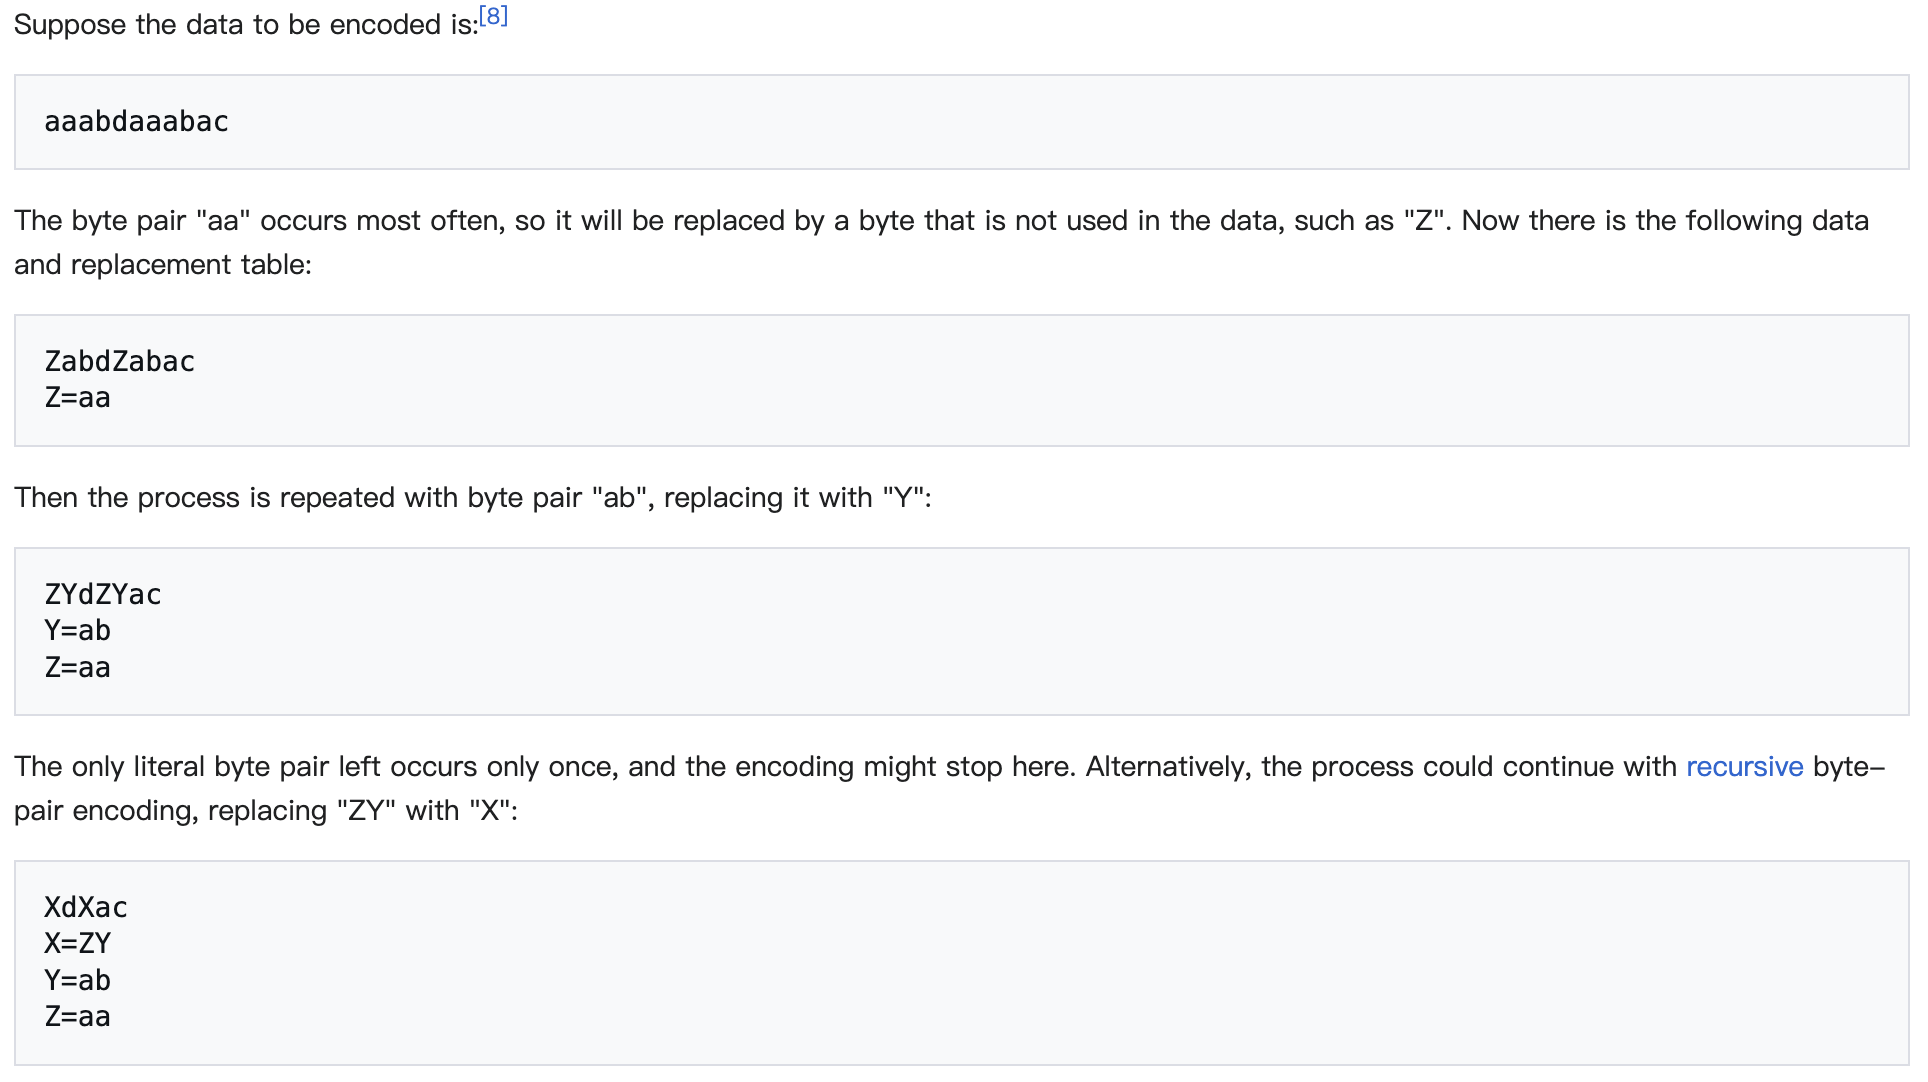 Suppose the data to be encoded is:[8]
aaabdaaabac
The byte pair "aa" occurs most often, so it will be replaced by a byte that is not used in the data, such as "Z". Now there is the following data
and replacement table:
ZabdZabac
Z=aa
Then the process is repeated with byte pair "ab", replacing it with "Y":
ZYdZYac
Y=ab
Z=aa
The only literal byte pair left occurs only once, and the encoding might stop here. Alternatively, the process could continue with recursive byte–
pair encoding, replacing "ZY" with "X":
XdXac
X=ZY
Y=ab
Z=aa